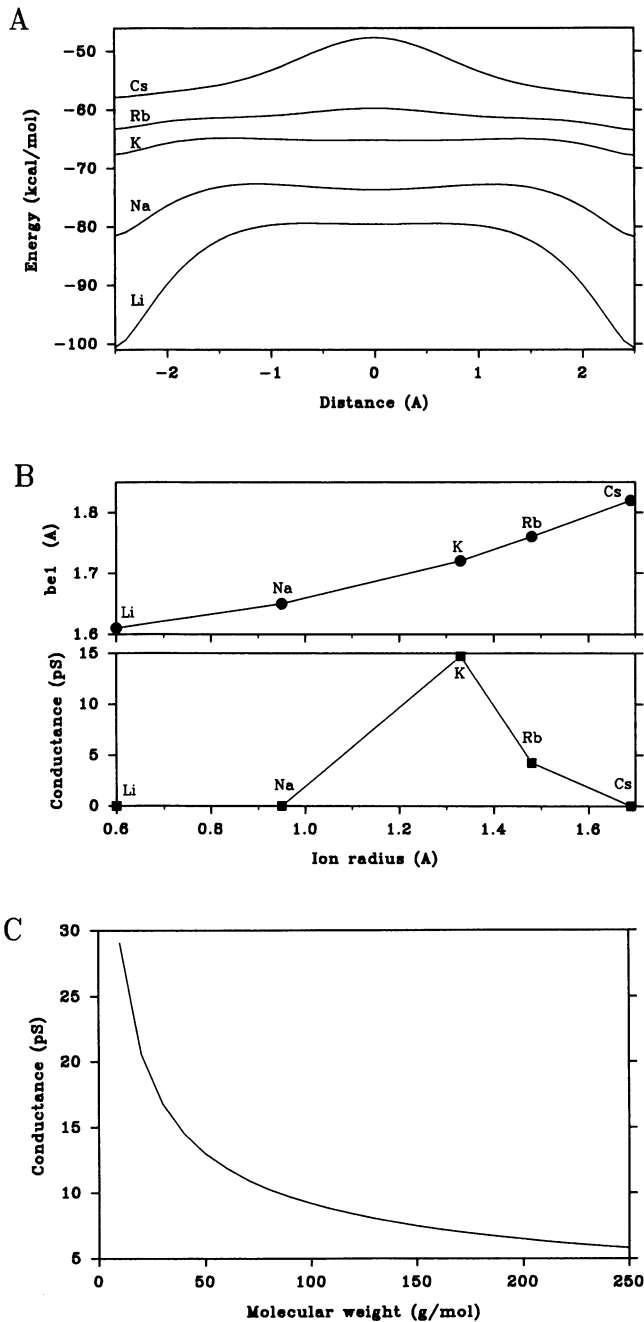 A
Energy (kcal/mol)
−50
−60
−70
−80
−90
−100
Cs
Rb
K
Na
Li
−2 −1 0 1 2
Distance (A)
B
bel (A)
1.8
1.7
1.6
Li
Na
K
Rb
Cs
Conductance (pS)
15
10
5
0
Li
Na
K
Rb
Cs
0.6 0.8 1.0 1.2 1.4 1.6
Ion radius (A)
C
Conductance (pS)
30
25
20
15
10
5
0 50 100 150 200 250
Molecular weight (g/mol)